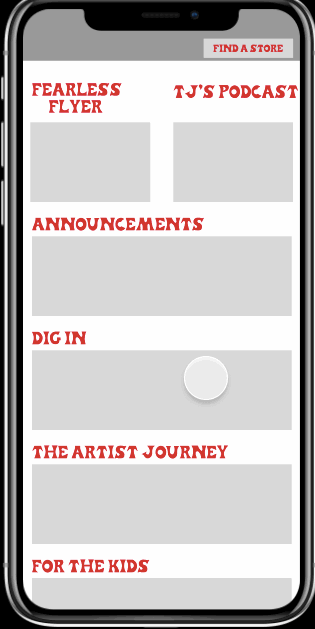 FIND A STORE
FEARLESS
FLYER
TJ'S PODCAST
ANNOUNCEMENTS
DIG IN
THE ARTIST JOURNEY
FOR THE KIDS